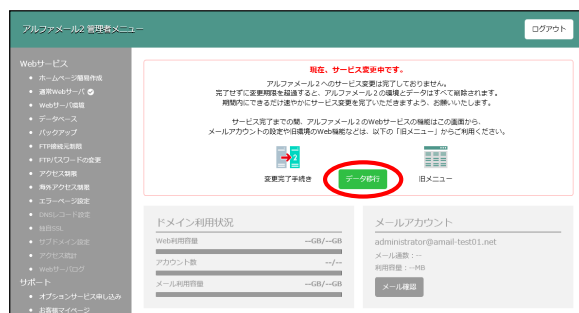 アルファメール2 管理者メニュー
ログアウト
Webサービス
ホームページ簡易作成
通常Webサーバ
Webサーバ環境
データベース
バックアップ
FTP接続元制限
FTPパスワードの変更
アクセス制限
海外アクセス制限
エラーページ設定
DNSレコード設定
独自SSL
サブドメイン設定
アクセス統計
Webサーバログ
サポート
オプションサービス申し込み
お客様マイページ
現在、サービス変更中です。
アルファメール2へのサービス変更は完了しておりません。
完了せずに変更期限を超過すると、アルファメール2の環境とデータはすべて削除されます。
期間内にできるだけ速やかにサービス変更を完了いただきますよう、お願いいたします。
サービス完了までの間、アルファメール2のWebサービスの機能はこの画面から、
メールアカウントの設定や旧環境のWeb機能などは、以下の「旧メニュー」からご利用ください。
変更完了手続き
データ移行
旧メニュー
ドメイン利用状況
Web利用容量 --GB/--GB
アカウント数 --/--
メール利用容量 --GB/--GB
メールアカウント
administrator@amail-test01.net
メール通数：--
利用容量：--MB
メール確認